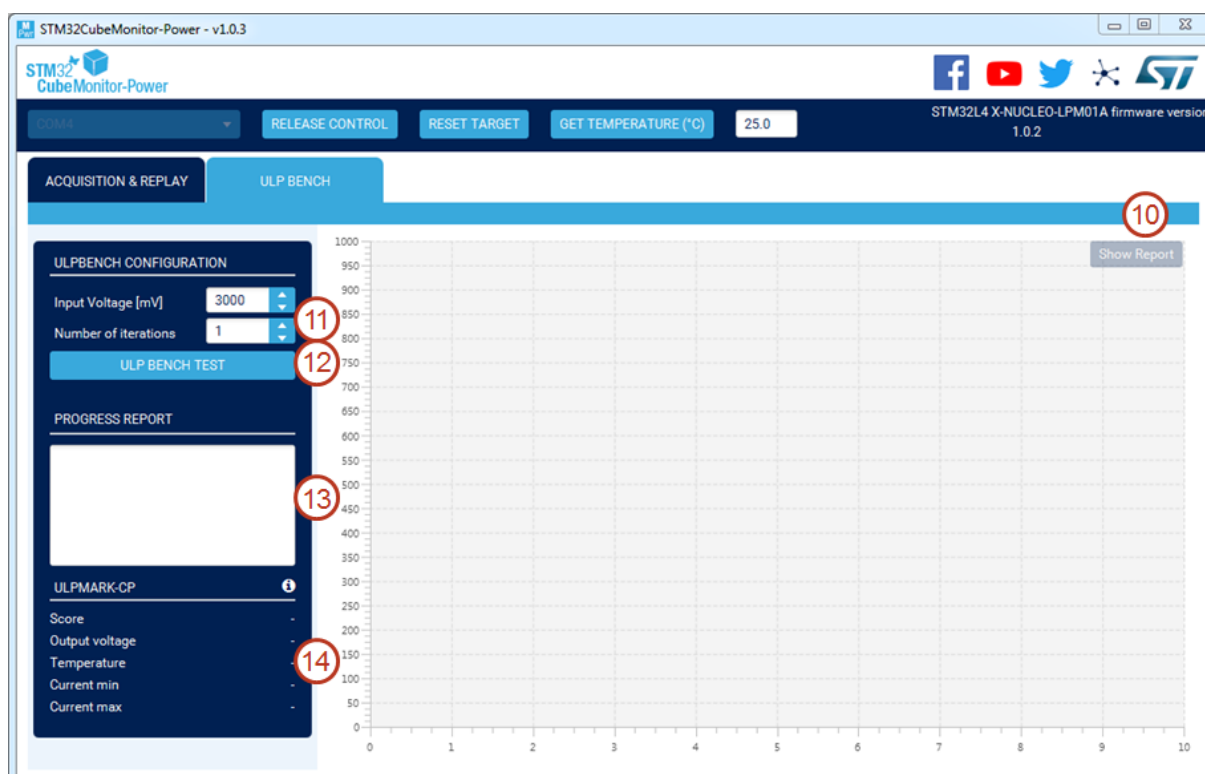 STM32CubeMonitor-Power - v1.0.3
STM32
CubeMonitor-Power
COM4
RELEASE CONTROL
RESET TARGET
GET TEMPERATURE (°C)
25.0
STM32L4 X-NUCLEO-LPM01A firmware version
1.0.2
ACQUISITION & REPLAY
ULP BENCH
10
Show Report
ULPBENCH CONFIGURATION
Input Voltage [mV] 3000
Number of iterations 1
11
ULP BENCH TEST
12
PROGRESS REPORT
13
ULPMARK-CP
Score -
Output voltage -
Temperature -
Current min -
Current max -
14
1000
950
900
850
800
750
700
650
600
550
500
450
400
350
300
250
200
150
100
50
0
0 1 2 3 4 5 6 7 8 9 10